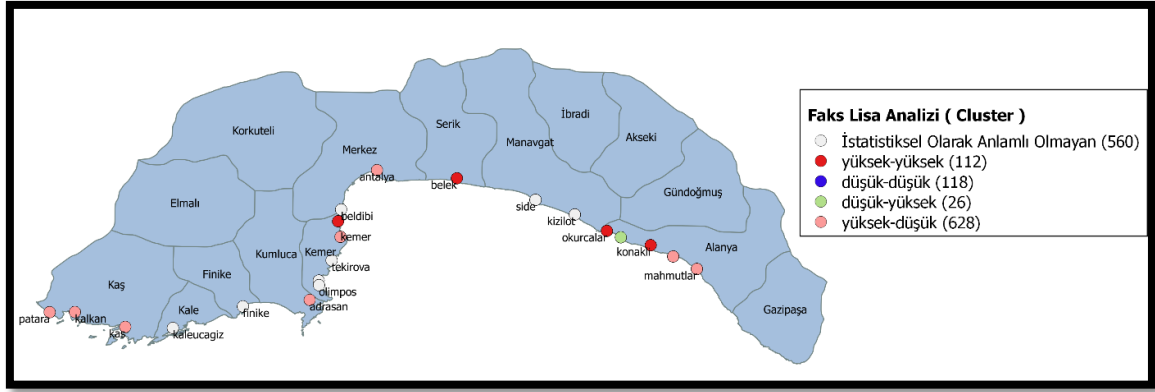 Korkuteli
Merkez
Serik
Manavgat
İbradi
Akseki
Gündoğmuş
Elmalı
antalya
belek
side
kizilot
okurcalar
konaklı
Alanya
mahmutlar
Gazipaşa
beldibi
kemer
Kemer
Kumluca
tekirova
olimpos
adrasan
Finike
finike
Kaş
Kale
patara
kalkan
kaş
kaleucagiz
Faks Lisa Analizi ( Cluster )
İstatistiksel Olarak Anlamlı Olmayan (560)
yüksek-yüksek (112)
düşük-düşük (118)
düşük-yüksek (26)
yüksek-düşük (628)